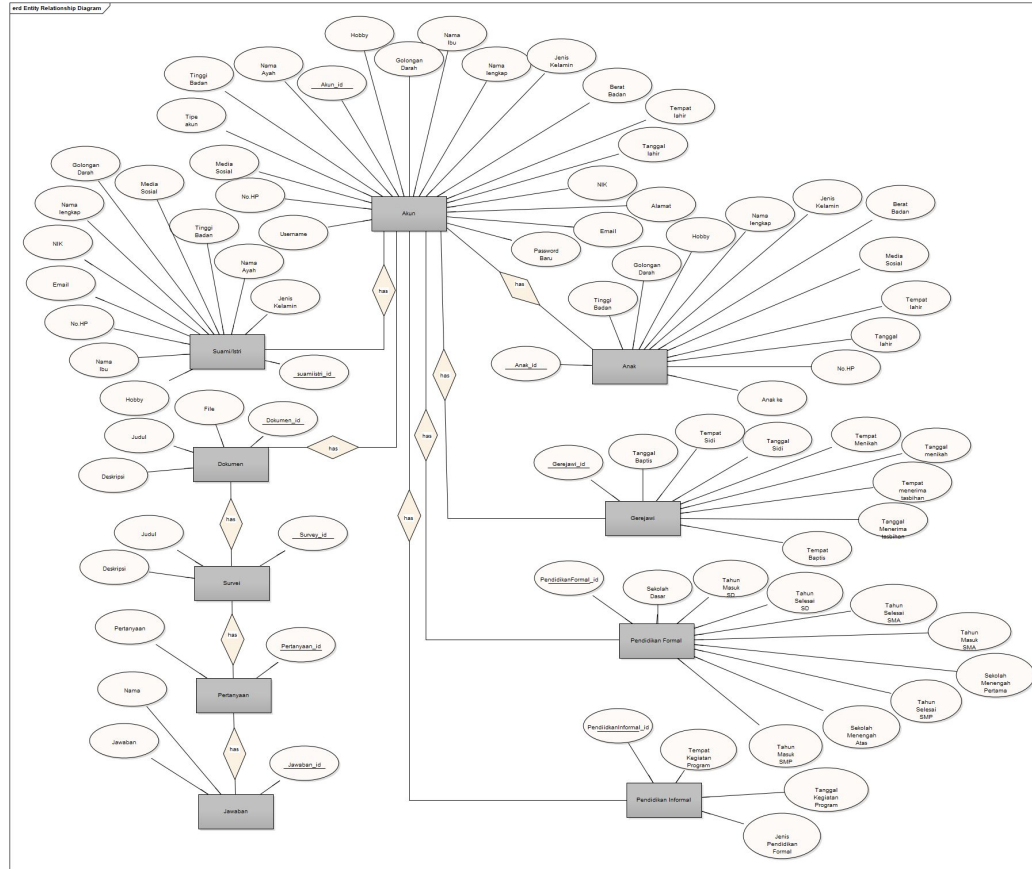 erd Entity Relationship Diagram
Hobby
Nama
Ibu
Golongan
Darah
Nama
Ayah
Akun_id
Nama
lengkap
Jenis
Kelamin
Tinggi
Badan
Berat
Badan
Tipe
akun
Tempat
lahir
Tanggal
lahir
Media
Sosial
No.HP
Username
Akun
NIK
Alamat
Email
Password
Baru
Golongan
Darah
Media
Sosial
Nama
lengkap
Tinggi
Badan
NIK
Nama
Ayah
Email
Jenis
Kelamin
No.HP
Nama
Ibu
Hobby
Suami/Istri
suamiistri_id
has
has
Golongan
Darah
Hobby
Nama
lengkap
Jenis
Kelamin
Berat
Badan
Media
Sosial
Tinggi
Badan
Tempat
lahir
Tanggal
lahir
Anak_id
Anak
No.HP
Anak ke
File
Dokumen_id
Judul
Dokumen
Deskripsi
has
has
has
has
has
Gerejawi_id
Tanggal
Baptis
Tempat
Sidi
Tanggal
Sidi
Tempat
Menikah
Tanggal
menikah
Tempat
menerima
tasbihan
Tanggal
Menerima
tasbihan
Gerejawi
Tempat
Baptis
Judul
Survey_id
Deskripsi
Survei
has
PendidikanFormal_id
Sekolah
Dasar
Tahun
Masuk
SD
Tahun
Selesai
SD
Tahun
Selesai
SMA
Tahun
Masuk
SMA
Pendidikan Formal
Sekolah
Menengah
Pertama
Tahun
Selesai
SMP
Sekolah
Menengah
Atas
Tahun
Masuk
SMP
Pertanyaan
Pertanyaan_id
Pertanyaan
has
Nama
Jawaban
Jawaban_id
Jawaban
PendiidkanInformal_id
Tempat
Kegiatan
Program
Tanggal
Kegiatan
Program
Pendidikan Informal
Jenis
Pendidikan
Formal